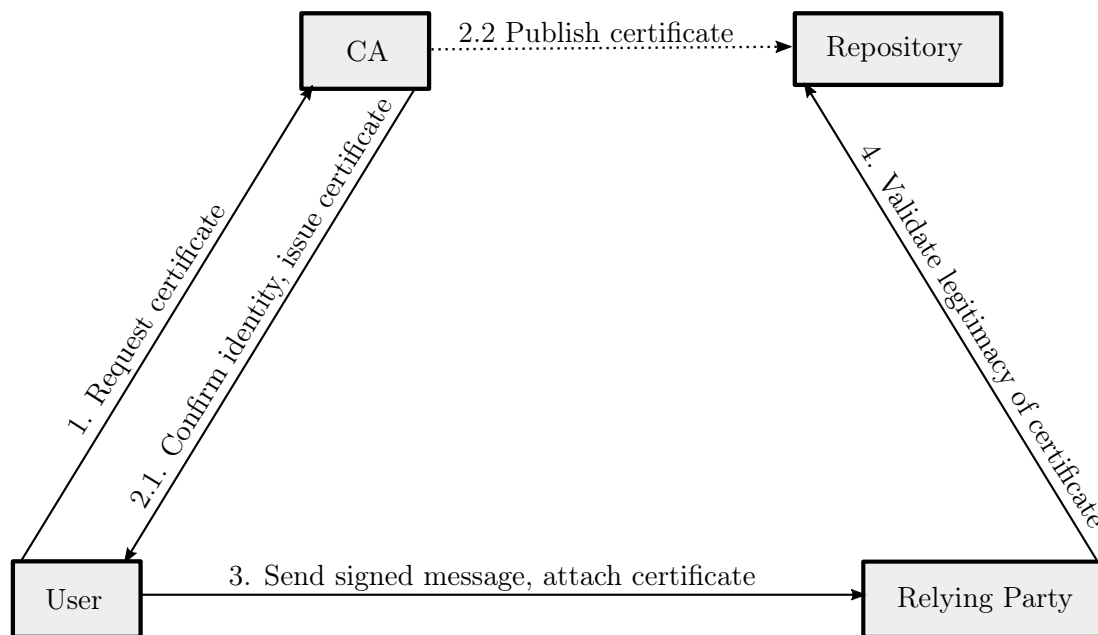 CA
2.2 Publish certificate
Repository
1. Request certificate
2.1. Confirm identity, issue certificate
4. Validate legitimacy of certificate
User
3. Send signed message, attach certificate
Relying Party